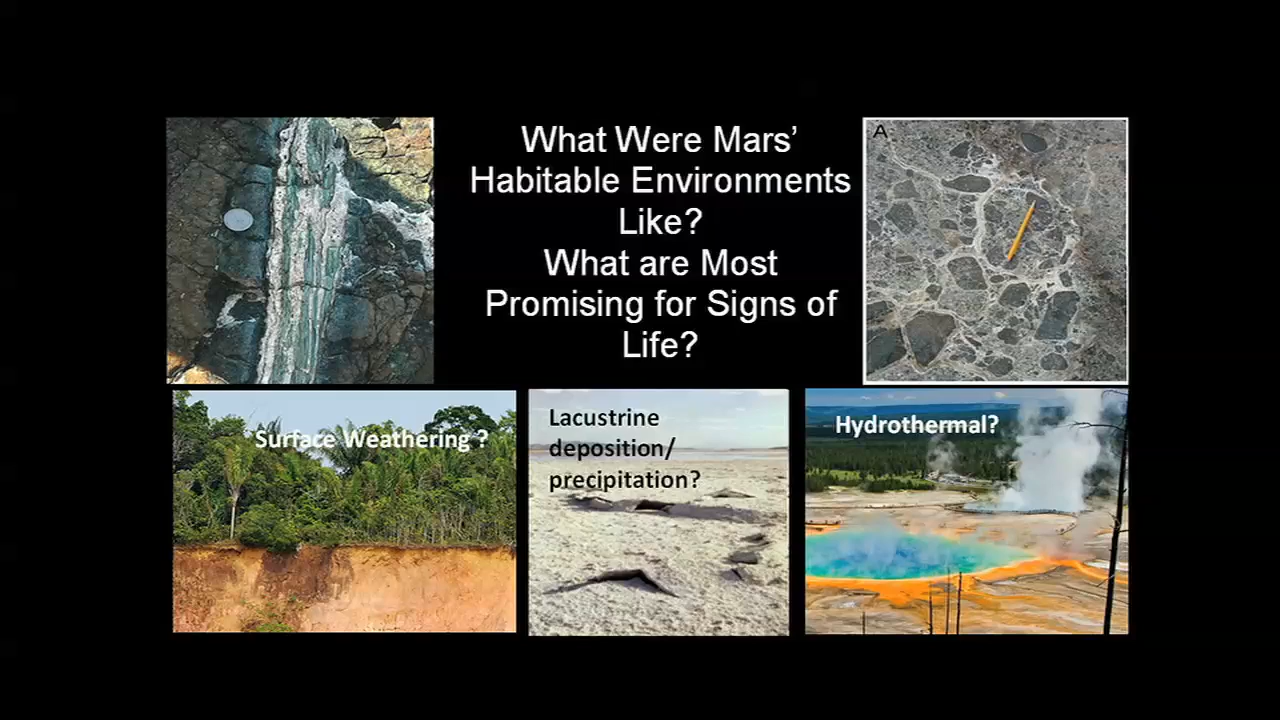 What Were Mars’
Habitable Environments
Like?
What are Most
Promising for Signs of
Life?
A
Surface Weathering ?
Lacustrine
deposition/
precipitation?
Hydrothermal?